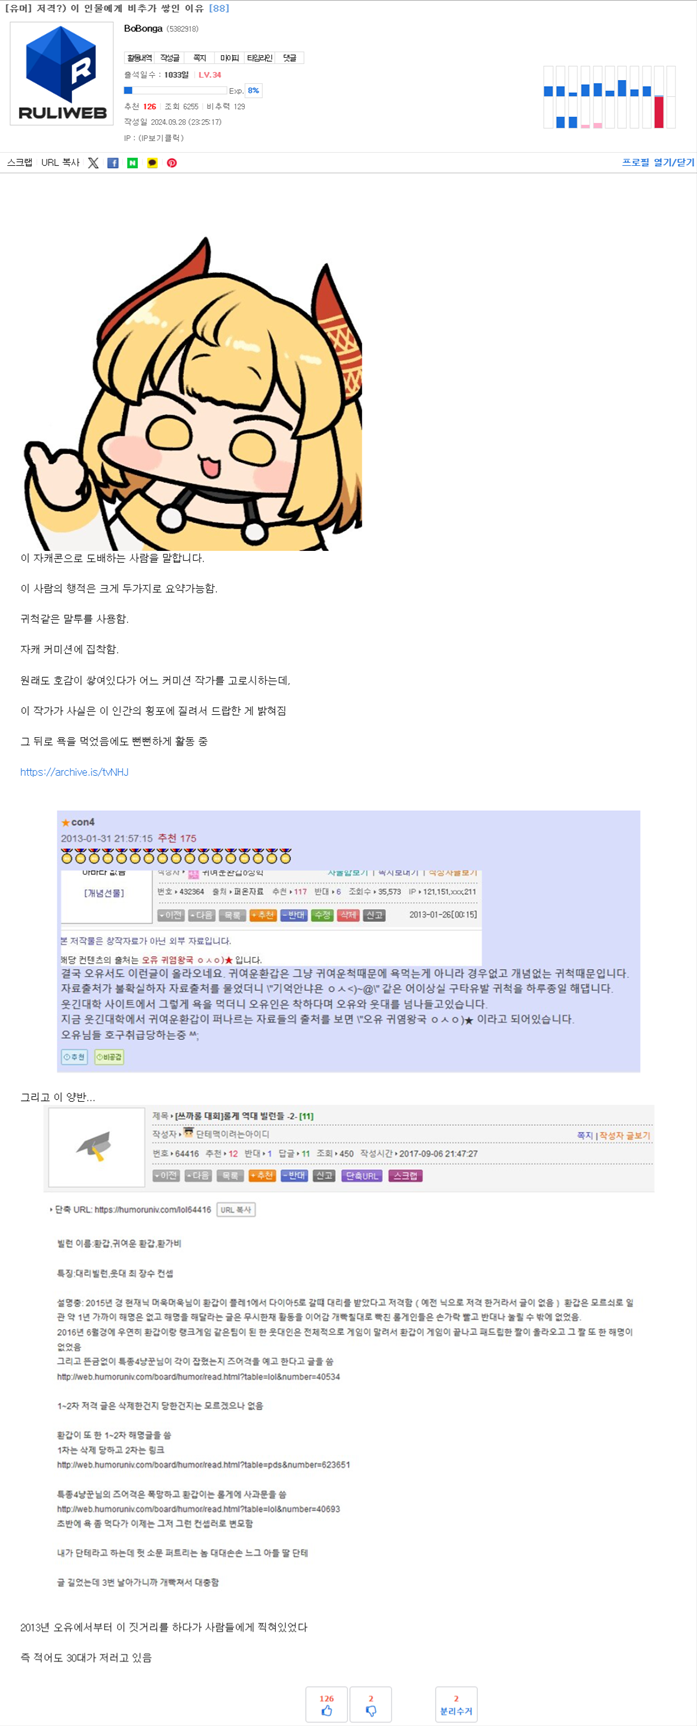 [유머] 저격?) 이 인물에게 비추가 쌓인 이유 [88]
RULIWEB
BoBonga (5382918)
활동내역 작성글 쪽지 마이피 타임라인 댓글
출석일수 : 1033일 | LV.34
Exp. 8%
추천 126 | 조회 6255 | 비추력 129
작성일 2024.09.28 (23:25:17)
IP : (IP보기클릭)
스크랩 URL 복사
프로필 열기/닫기
이 자캐콘으로 도배하는 사람을 말합니다.
이 사람의 행적은 크게 두가지로 요약가능함.
귀척같은 말투를 사용함.
자캐 커미션에 집착함.
원래도 호감이 쌓여있다가 어느 커미션 작가를 고로시하는데,
이 작가가 사실은 이 인간의 횡포에 질려서 드랍한 게 밝혀짐
그 뒤로 욕을 먹었음에도 뻔뻔하게 활동 중
https://archive.is/tvNHJ
★con4
2013-01-31 21:57:15 추천 175
[개념선물]
번호 432364 출처 퍼온자료 추천 117 반대 6 조회수 35,573 IP 121,151,xxx,211
이전 다음 목록 추천 반대 수정 삭제 신고 2013-01-26[00:15]
본 저작물은 창작자료가 아닌 외부 자료입니다.
해당 컨텐츠의 출처는 오유 귀염왕국 ㅇㅅㅇ)★ 입니다.
결국 오유서도 이런글이 올라오네요. 귀여운환갑은 그냥 귀여운척때문에 욕먹는게 아니라 경우없고 개념없는 귀척때문입니다.
자료출처가 불확실하자 자료출처를 물었더니 \"기억안냐욘 ㅇㅅ<)~@\" 같은 어이상실 구타유발 귀척을 하루종일 해댑니다.
웃긴대학 사이트에서 그렇게 욕을 먹더니 오유인은 착하다며 오유와 웃대를 넘나들고있습니다.
지금 웃긴대학에서 귀여운환갑이 퍼나르는 자료들의 출처를 보면 \"오유 귀염왕국 ㅇㅅㅇ)★ 이라고 되어있습니다.
오유님들 호구취급당하는중 ^^;
추천 비공감
그리고 이 양반...
제목 [쓰까롤 대회]롤게 역대 빌런들 -2- [11]
작성자 단테맥이려는아이디 쪽지 | 작성자 글보기
번호 64416 추천 12 반대 1 답글 11 조회 450 작성시간 2017-09-06 21:47:27
이전 다음 목록 추천 반대 신고 단축URL 스크랩
단축 URL: https://humoruniv.com/lol64416 URL 복사
빌런 이름:환갑,귀여운 환갑,환가비
특징:대리빌런,웃대 최 장수 컨셉
설명충: 2015년 경 현재닉 머욱머욱님이 환갑이 플레1에서 다이아5로 갈때 대리를 받았다고 저격함 (예전 닉으로 저격 한거라서 글이 없음) 환갑은 모르쇠로 일
관 약 1년 가까이 해명은 없고 해명을 해달라는 글은 무시한채 활동을 이어감 개빡칠대로 빡친 롤게인들은 손가락 빨고 반대나 눌릴 수 밖에 없었음.
2016년 6월경에 우연히 환갑이랑 랭크게임 같은팀이 된 한 웃대인은 전체적으로 게임이 말려서 환갑이 게임이 끝나고 패드립한 짤이 올라오고 그 짤 또 한 해명이
없었음
그리고 뜬금없이 특종4냥꾼님이 각이 잡혔는지 즈어격을 예고 한다고 글을 씀
http://web.humoruniv.com/board/humor/read.html?table=lol&number=40534
1~2차 저격 글은 삭제한건지 당한건지는 모르겠으나 없음
환갑이 또 한 1~2차 해명글을 씀
1차는 삭제 당하고 2차는 링크
http://web.humoruniv.com/board/humor/read.html?table=pds&number=623651
특종4냥꾼님의 즈어격은 폭망하고 환갑이는 롤게에 사과문을 씀
http://web.humoruniv.com/board/humor/read.html?table=lol&number=40693
초반에 욕 좀 먹다가 이제는 그저 그런 컨셉러로 변모함
내가 단테라고 하는데 헛 소문 퍼트리는 놈 대대손손 느그 아들 딸 단테
글 길었는데 3번 날아가니까 개빡쳐서 대충함
2013년 오유에서부터 이 짓거리를 하다가 사람들에게 찍혀있었다
즉 적어도 30대가 저러고 있음
126 2 2
분리수거